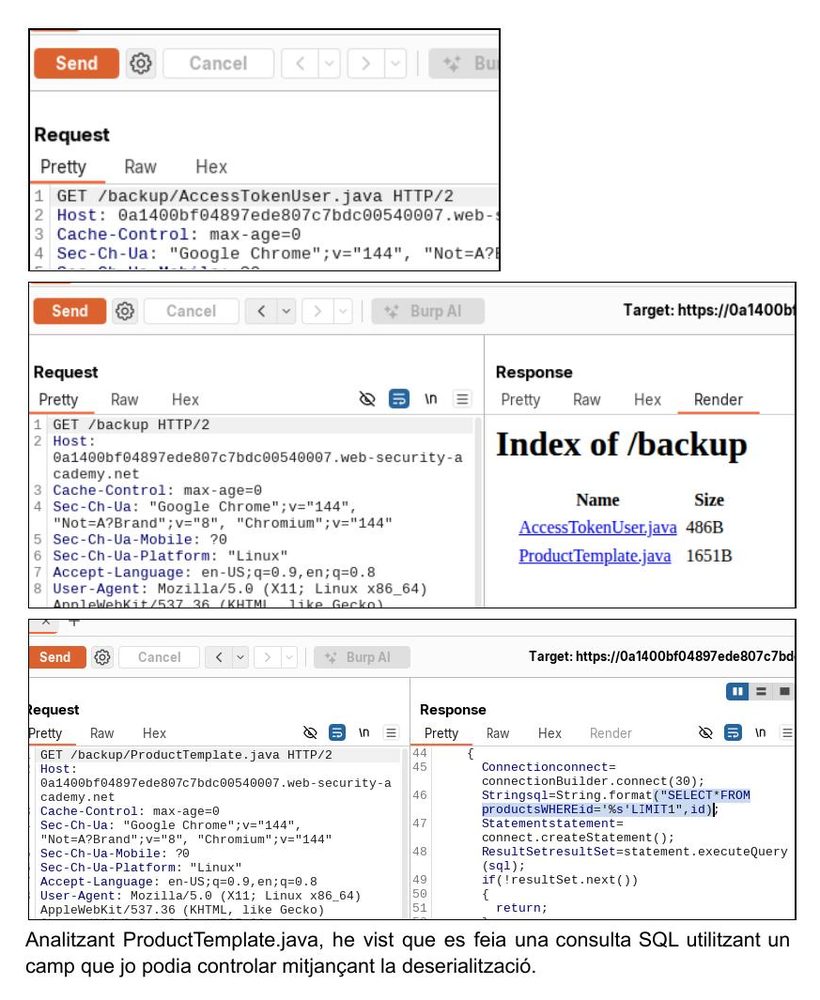 Send Cancel < > Bu
Request
Pretty Raw Hex
1 GET /backup/AccessTokenUser.java HTTP/2
2 Host: 0a1400bf04897ede807c7bdc00540007.web-s
3 Cache-Control: max-age=0
4 Sec-Ch-Ua: "Google Chrome";v="144", "Not=A?B
Send Cancel < > Burp AI Target: https://0a1400bf
Request Response
Pretty Raw Hex \n Pretty Raw Hex Render
1 GET /backup HTTP/2
2 Host:
0a1400bf04897ede807c7bdc00540007.web-security-a
cademy.net
3 Cache-Control: max-age=0
4 Sec-Ch-Ua: "Google Chrome";v="144",
"Not=A?Brand";v="8", "Chromium";v="144"
5 Sec-Ch-Ua-Mobile: ?0
6 Sec-Ch-Ua-Platform: "Linux"
7 Accept-Language: en-US;q=0.9,en;q=0.8
8 User-Agent: Mozilla/5.0 (X11; Linux x86_64)
AppleWebKit/537.36 (KHTML, like Gecko)
Index of /backup
Name Size
AccessTokenUser.java 486B
ProductTemplate.java 1651B
Send Cancel < > Burp AI Target: https://0a1400bf04897ede807c7bd
Request Response
Pretty Raw Hex \n Pretty Raw Hex Render \n
GET /backup/ProductTemplate.java HTTP/2
Host:
0a1400bf04897ede807c7bdc00540007.web-security-a
cademy.net
Cache-Control: max-age=0
Sec-Ch-Ua: "Google Chrome";v="144",
"Not=A?Brand";v="8", "Chromium";v="144"
Sec-Ch-Ua-Mobile: ?0
Sec-Ch-Ua-Platform: "Linux"
Accept-Language: en-US;q=0.9,en;q=0.8
User-Agent: Mozilla/5.0 (X11; Linux x86_64)
AppleWebKit/537.36 (KHTML, like Gecko)
44 {
45 Connectionconnect=
connectionBuilder.connect(30);
46 Stringsql=String.format("SELECT*FROM
productsWHEREid='%s'LIMIT1",id);
47 Statementstatement=
connect.createStatement();
48 ResultSetresultSet=statement.executeQuery
(sql);
49 if(!resultSet.next())
50 {
51 return;
Analitzant ProductTemplate.java, he vist que es feia una consulta SQL utilitzant un
camp que jo podia controlar mitjançant la deserialització.